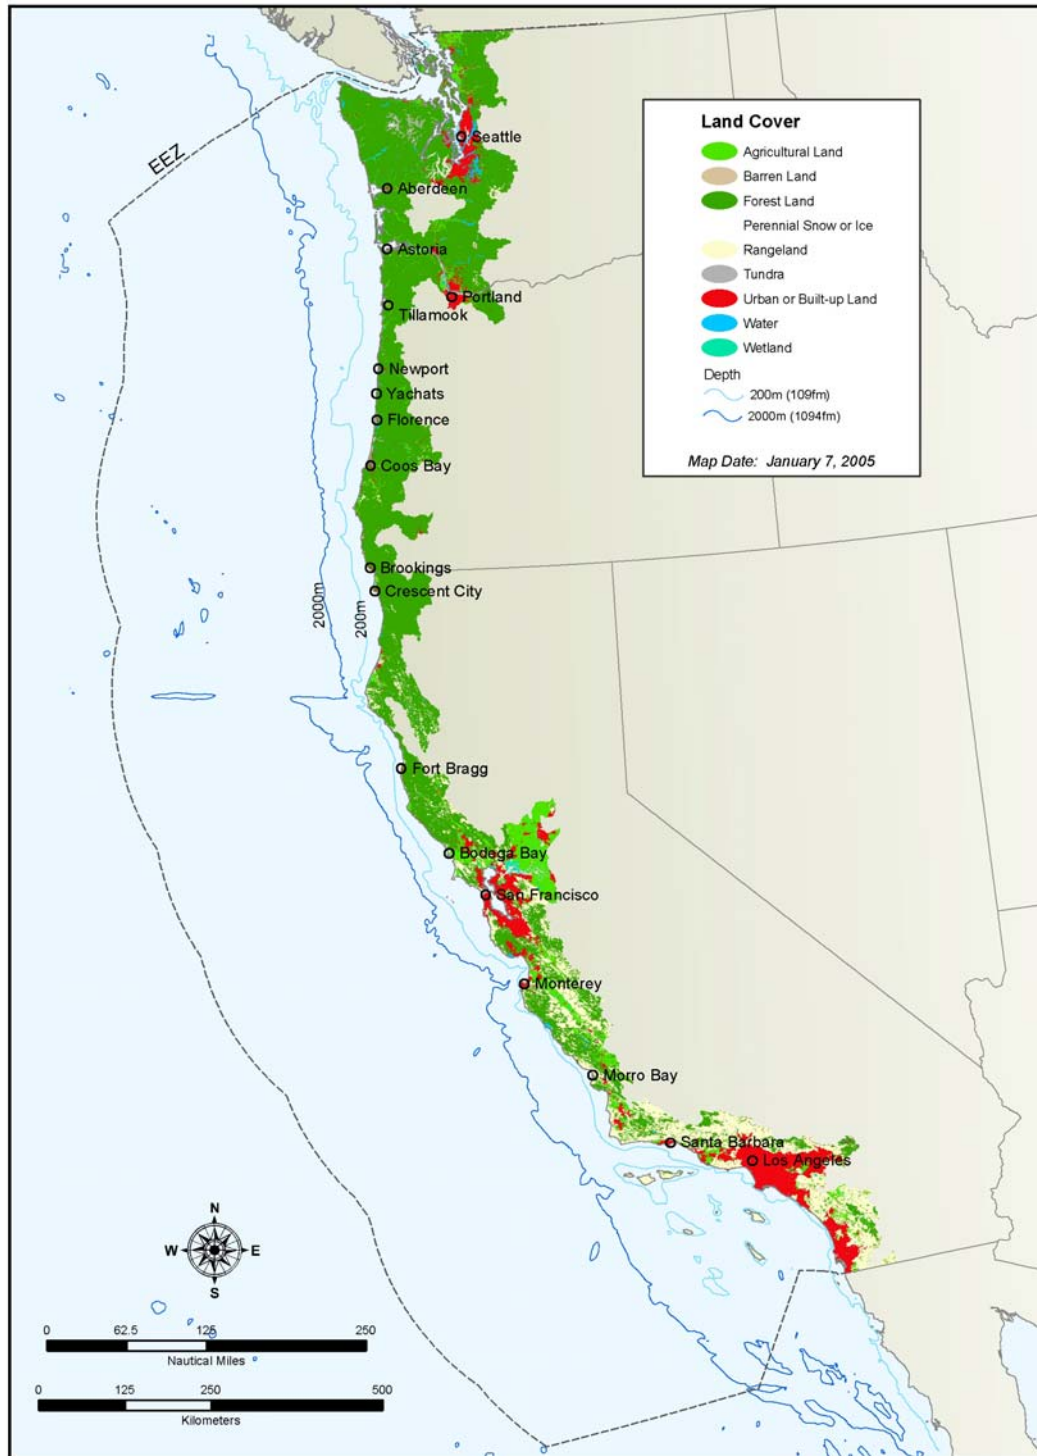 EEZ
Seattle
Aberdeen
Astoria
Portland
Tillamook
Newport
Yachats
Florence
Coos Bay
Brookings
Crescent City
2000m
200m
Fort Bragg
Bodega Bay
San Francisco
Monterey
Morro Bay
Santa Barbara
Los Angeles
Land Cover
Agricultural Land
Barren Land
Forest Land
Perennial Snow or Ice
Rangeland
Tundra
Urban or Built-up Land
Water
Wetland
Depth
200m (109fm)
2000m (1094fm)
Map Date: January 7, 2005
N
W E
S
0 62.5 125 250
Nautical Miles
0 125 250 500
Kilometers